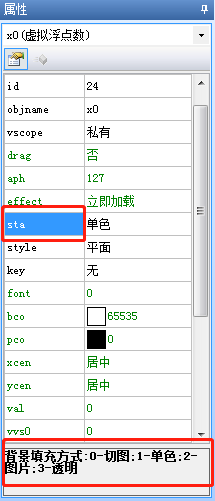 属性
x0(虚拟浮点数)
id 24
objname x0
vscope 私有
drag 否
aph 127
effect 立即加载
sta 单色
style 平面
key 无
font 0
bco 65535
pco 0
xcen 居中
ycen 居中
val 0
vvs0 0
背景填充方式:0-切图;1-单色;2-
图片;3-透明